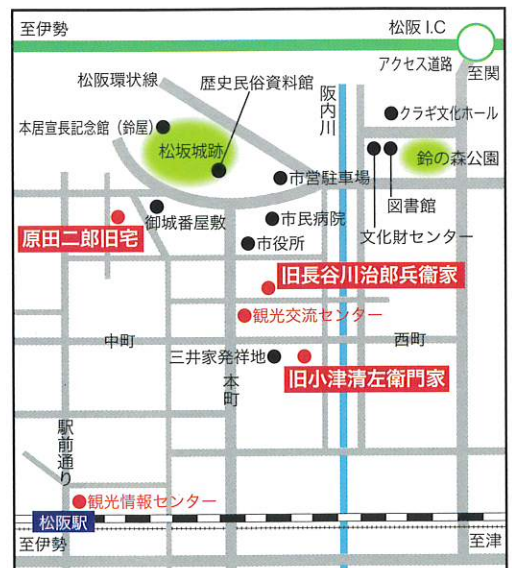 至伊勢
松阪 I.C
アクセス道路
至関
松阪環状線
歴史民俗資料館
阪内川
クラギ文化ホール
本居宣長記念館（鈴屋）
松坂城跡
鈴の森公園
市営駐車場
図書館
御城番屋敷
市民病院
文化財センター
原田二郎旧宅
市役所
旧長谷川治郎兵衞家
観光交流センター
中町
三井家発祥地
西町
本町
旧小津清左衛門家
駅前通り
観光情報センター
松阪駅
至伊勢
至津